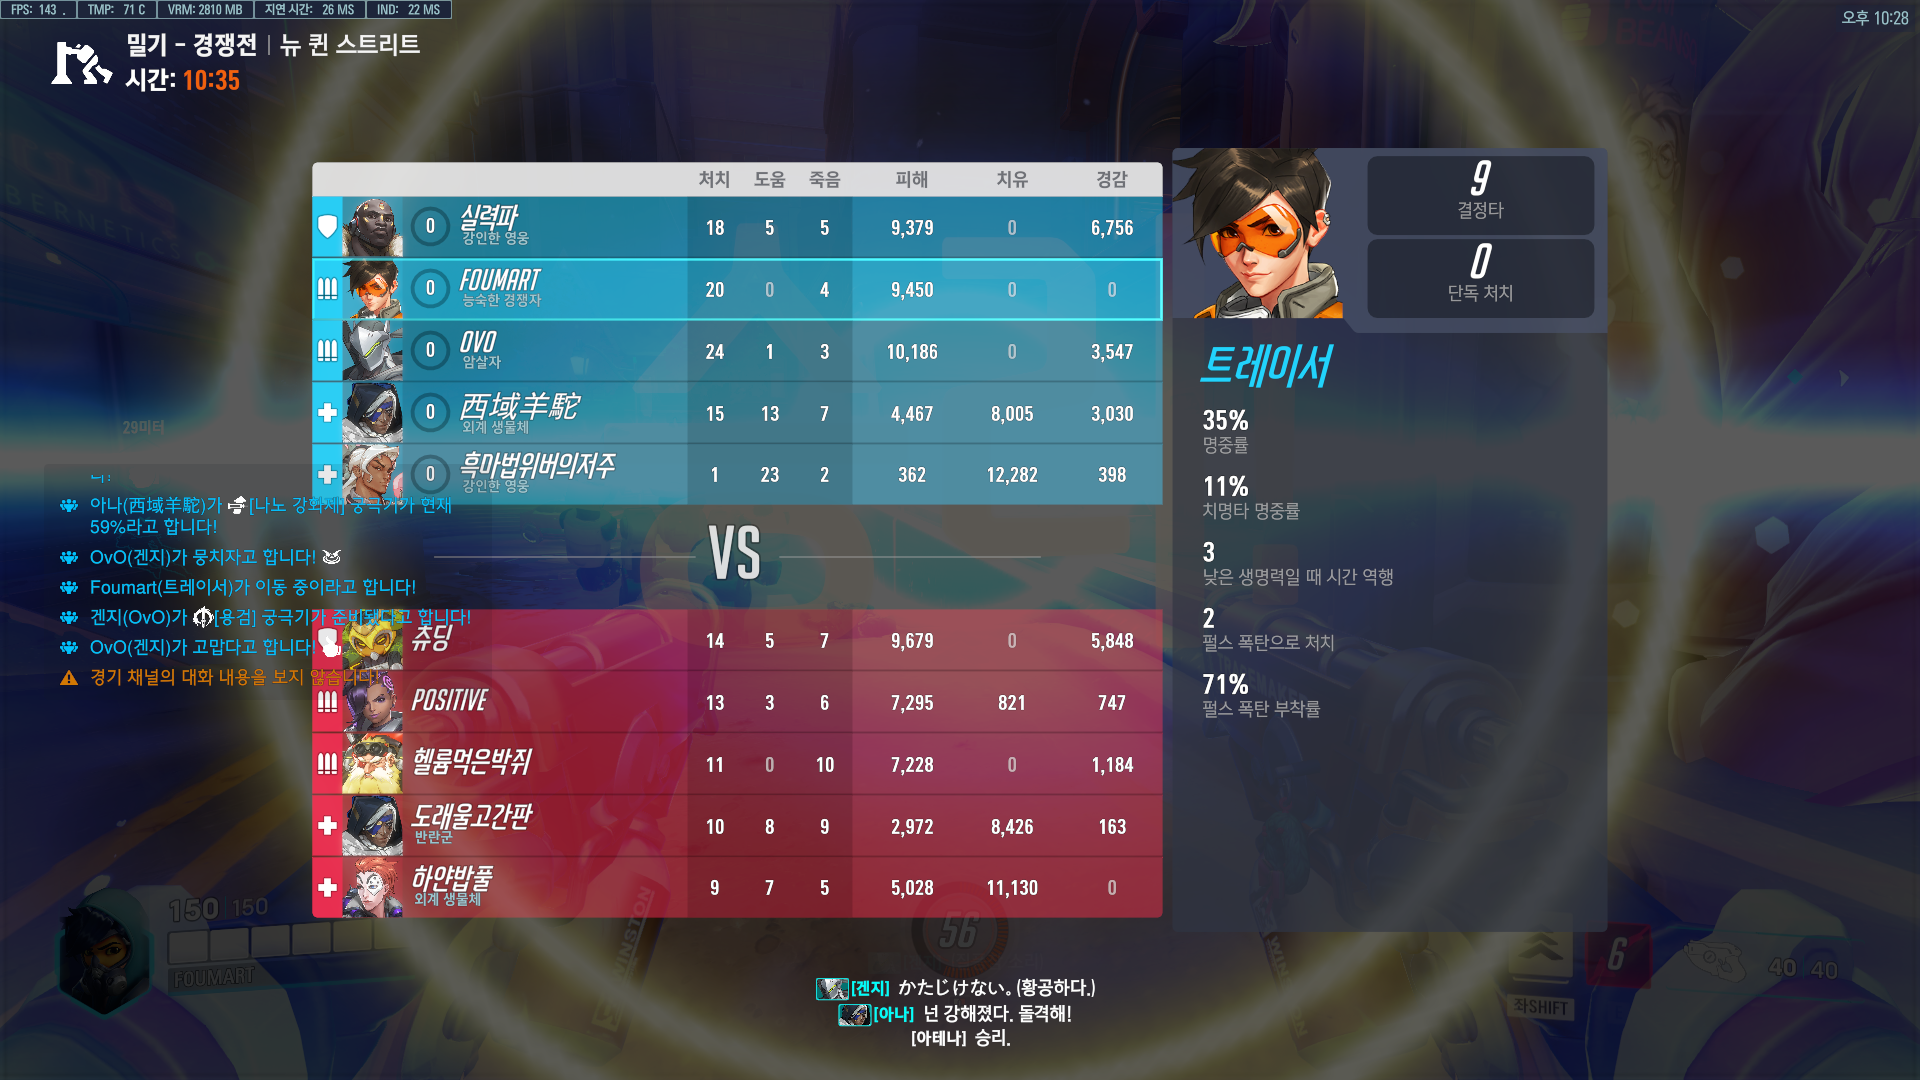 FPS: 143 .
TMP: 71 C
VRM: 2810 MB
지연 시간: 26 MS
IND: 22 MS
오후 10:28
밀기 - 경쟁전 | 뉴 퀸 스트리트
시간: 10:35
처치 도움 죽음 피해 치유 경감
0 실력파 18 5 5 9,379 0 6,756
강인한 영웅
0 FOUMART 20 0 4 9,450 0 0
능숙한 경쟁자
0 OVO 24 1 3 10,186 0 3,547
암살자
0 西域羊駝 15 13 7 4,467 8,005 3,030
외계 생물체
0 흑마법위버의저주 1 23 2 362 12,282 398
강인한 영웅
VS
츄딩 14 5 7 9,679 0 5,848
POSITIVE 13 3 6 7,295 821 747
헬륨먹은박쥐 11 0 10 7,228 0 1,184
도래울고간판 10 8 9 2,972 8,426 163
반란군
하얀밥풀 9 7 5 5,028 11,130 0
외계 생물체
9
결정타
0
단독 처치
트레이서
35%
명중률
11%
치명타 명중률
3
낮은 생명력일 때 시간 역행
2
펄스 폭탄으로 처치
71%
펄스 폭탄 부착률
29미터
아나(西域羊駝)가 [나노 강화제] 궁극기가 현재
59%라고 합니다!
OvO(겐지)가 뭉치자고 합니다!
Foumart(트레이서)가 이동 중이라고 합니다!
겐지(OvO)가 [용검] 궁극기가 준비됐다고 합니다!
OvO(겐지)가 고맙다고 합니다!
경기 채널의 대화 내용을 보지 않습니다!
150 150
FOUMART
56
6
40 40
좌SHIFT
WINSTON
[겐지] かたじけない。(황공하다.)
[아나] 넌 강해졌다. 돌격해!
[아테나] 승리.